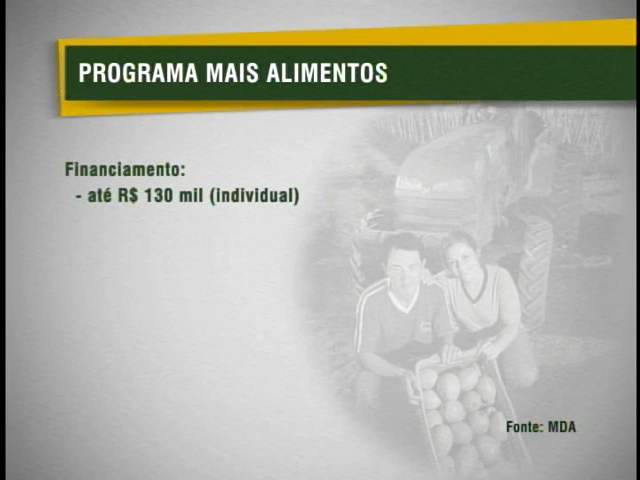 PROGRAMA MAIS ALIMENTOS
Financiamento:
- até R$ 130 mil (individual)
Fonte: MDA